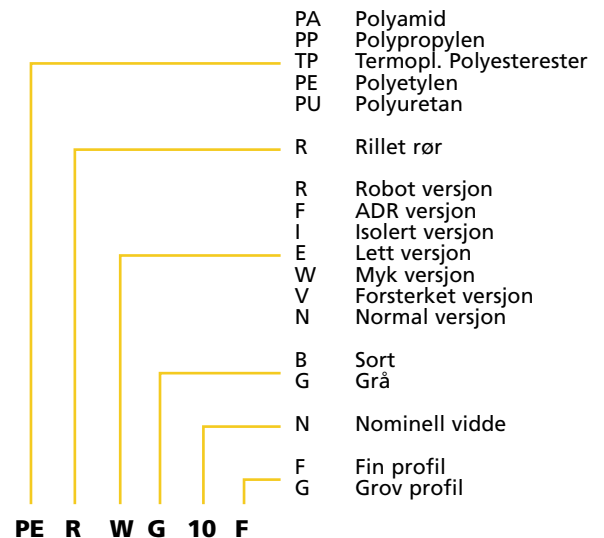 PA Polyamid
PP Polypropylen
TP Termopl. Polyesterester
PE Polyetylen
PU Polyuretan
R Rillet rør
R Robot versjon
F ADR versjon
I Isolert versjon
E Lett versjon
W Myk versjon
V Forsterket versjon
N Normal versjon
B Sort
G Grå
N Nominell vidde
F Fin profil
G Grov profil
PE R W G 10 F